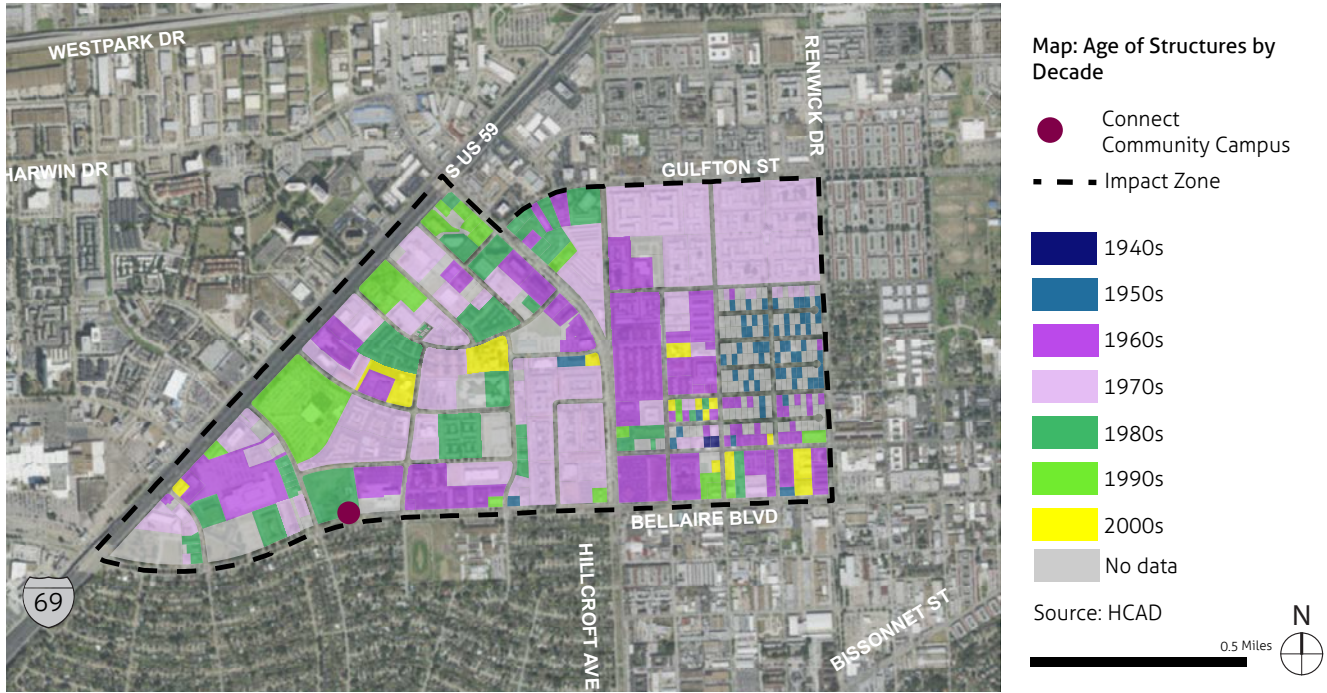 WESTPARK DR
HARWIN DR
S US 59
GULFTON ST
RENWICK DR
BELLAIRE BLVD
HILLCROFT AVE
BISSONNET ST
69
Map: Age of Structures by
Decade
Connect
Community Campus
Impact Zone
1940s
1950s
1960s
1970s
1980s
1990s
2000s
No data
Source: HCAD
0.5 Miles
N